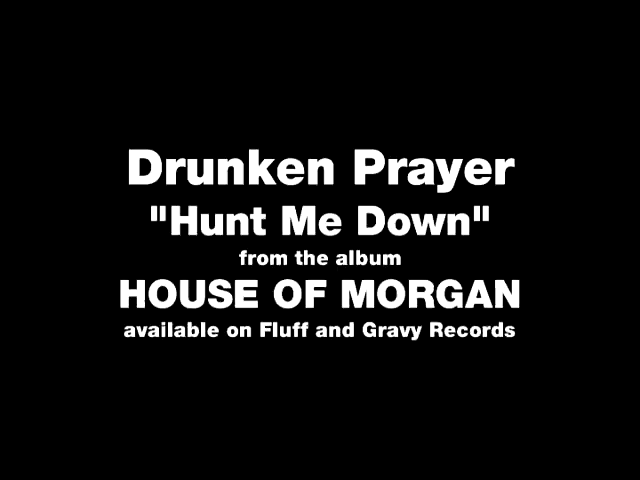 Drunken Prayer
"Hunt Me Down"
from the album
HOUSE OF MORGAN
available on Fluff and Gravy Records